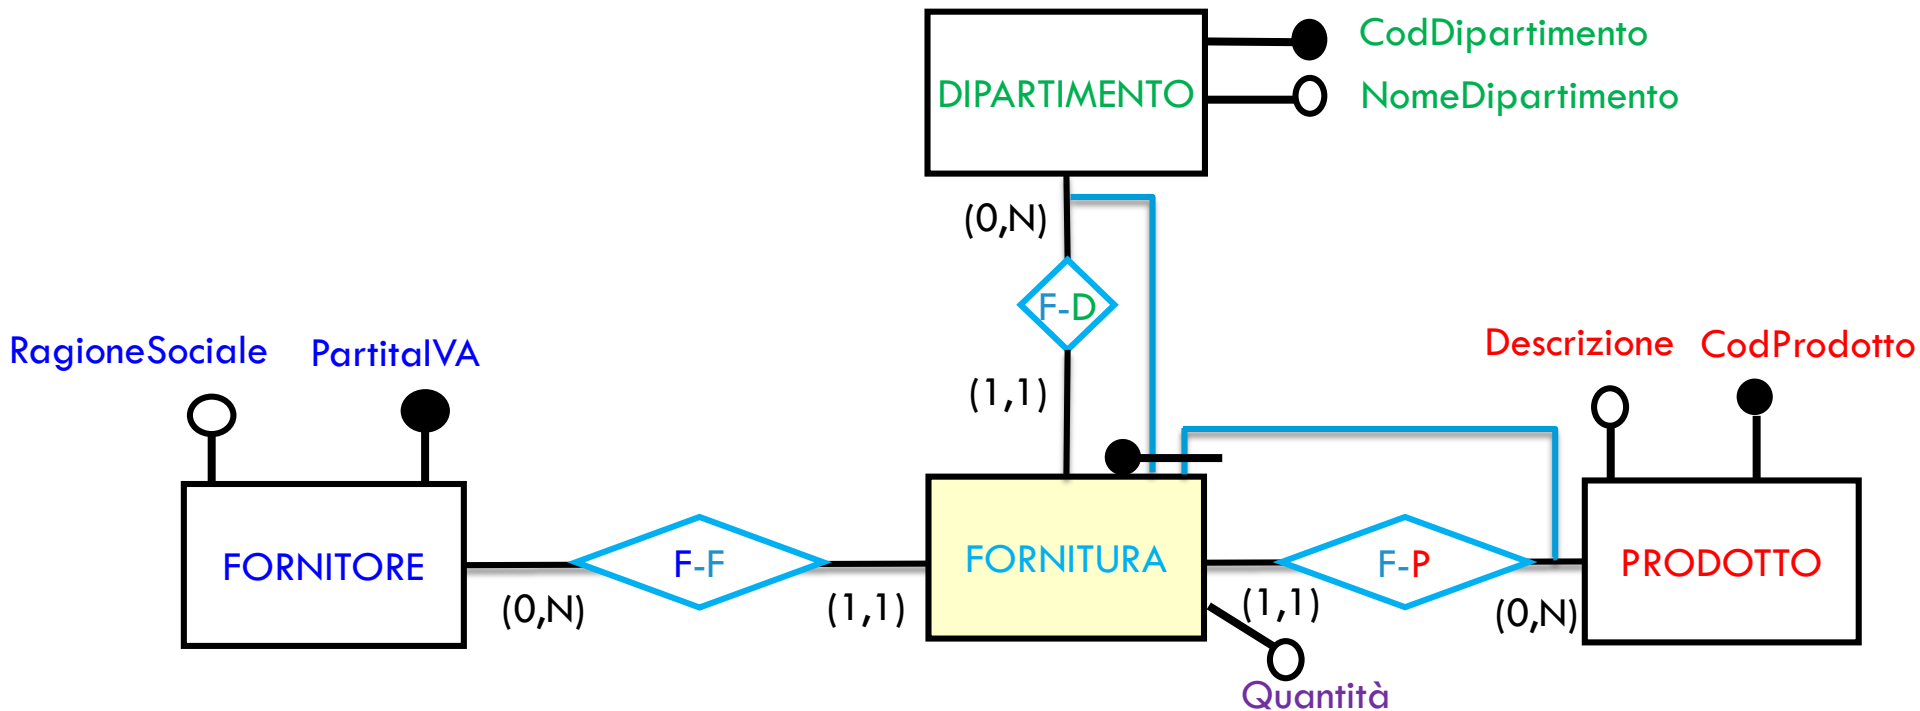 CodDipartimento
DIPARTIMENTO
NomeDipartimento
(0,N)
F-D
RagioneSociale
PartitaIVA
Descrizione
CodProdotto
(1,1)
FORNITORE
F-F
FORNITURA
F-P
PRODOTTO
(0,N)
(1,1)
(1,1)
(0,N)
Quantità